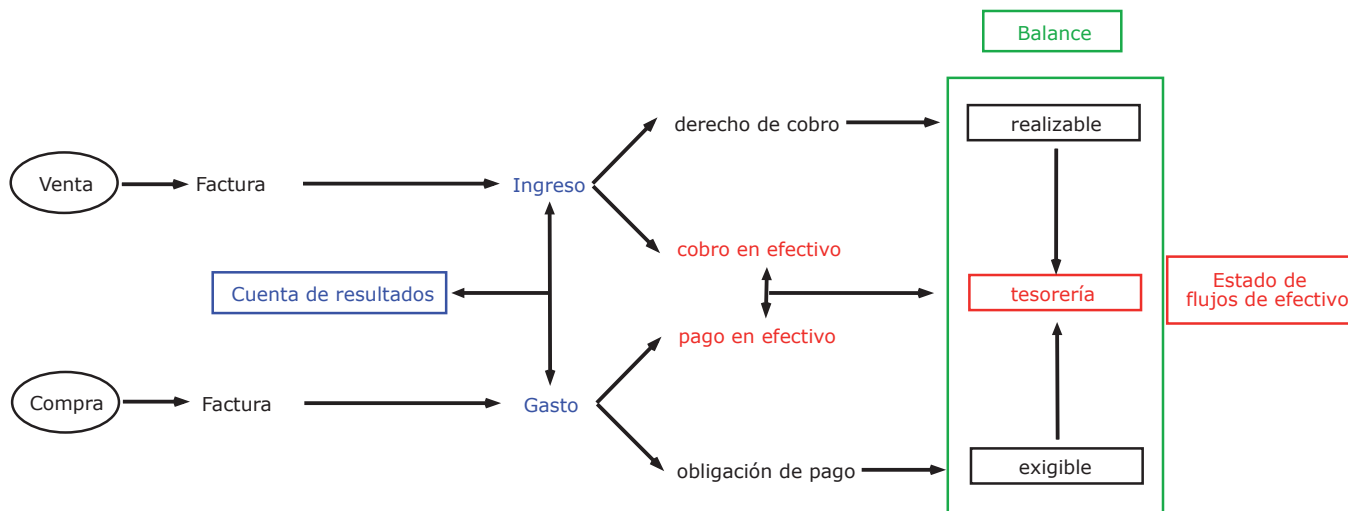 Balance
derecho de cobro
realizable
Venta
Factura
Ingreso
cobro en efectivo
Cuenta de resultados
tesorería
Estado de
flujos de efectivo
pago en efectivo
Compra
Factura
Gasto
obligación de pago
exigible